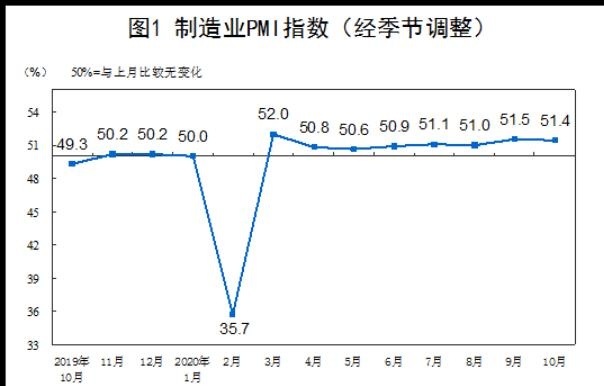 图1 制造业PMI指数（经季节调整）
（%） 50%=与上月比较无变化
54
51
48
45
42
39
36
33
49.3
50.2
50.2
50.0
35.7
52.0
50.8
50.6
50.9
51.1
51.0
51.5
51.4
2019年
10月
11月
12月
2020年
1月
2月
3月
4月
5月
6月
7月
8月
9月
10月